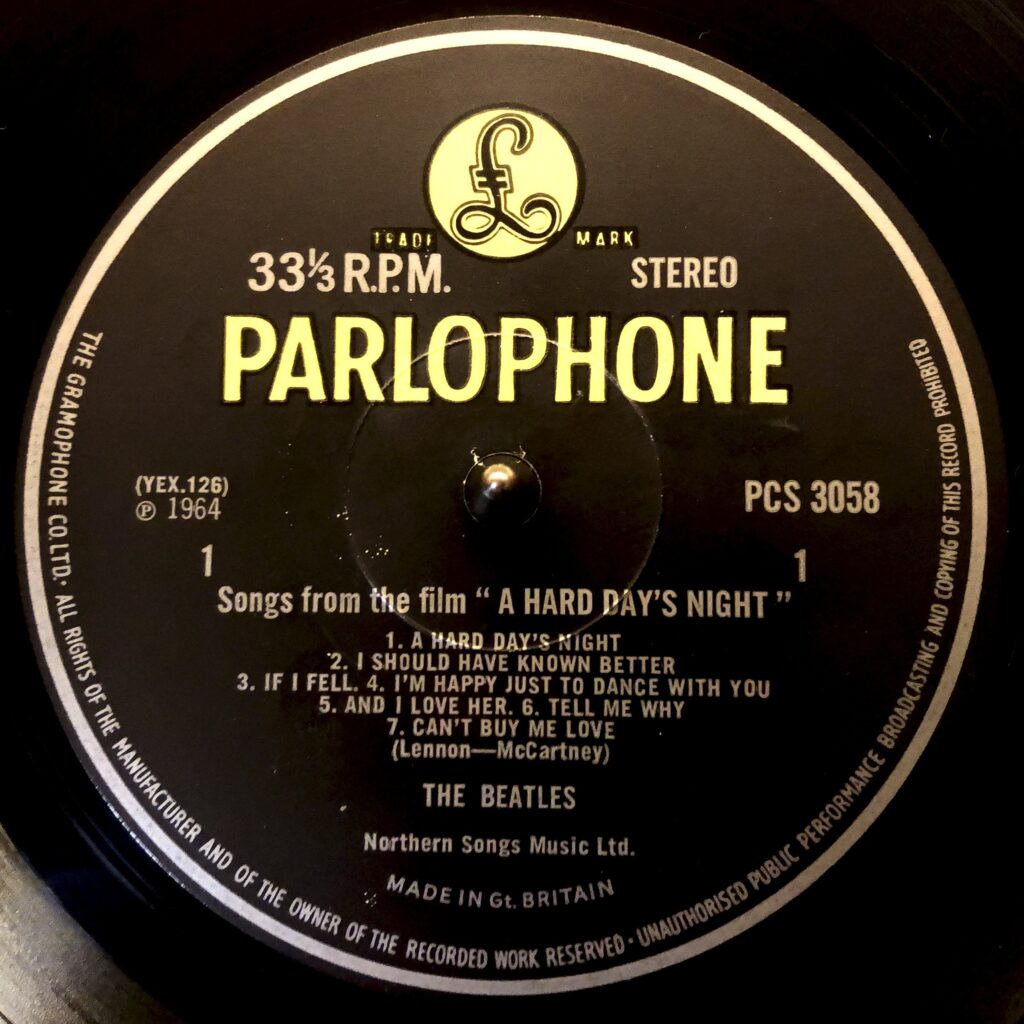 £
TRADE MARK
33⅓ R.P.M. STEREO
PARLOPHONE
(YEX.126)
℗ 1964
PCS 3058
1 1
Songs from the film “ A HARD DAY'S NIGHT ”
1. A HARD DAY'S NIGHT
2. I SHOULD HAVE KNOWN BETTER
3. IF I FELL. 4. I'M HAPPY JUST TO DANCE WITH YOU
5. AND I LOVE HER. 6. TELL ME WHY
7. CAN'T BUY ME LOVE
(Lennon—McCartney)
THE BEATLES
Northern Songs Music Ltd.
MADE IN Gt. BRITAIN
THE GRAMOPHONE CO. LTD. · ALL RIGHTS OF THE MANUFACTURER AND OF THE OWNER OF THE RECORDED WORK RESERVED · UNAUTHORISED PUBLIC PERFORMANCE BROADCASTING AND COPYING OF THIS RECORD PROHIBITED